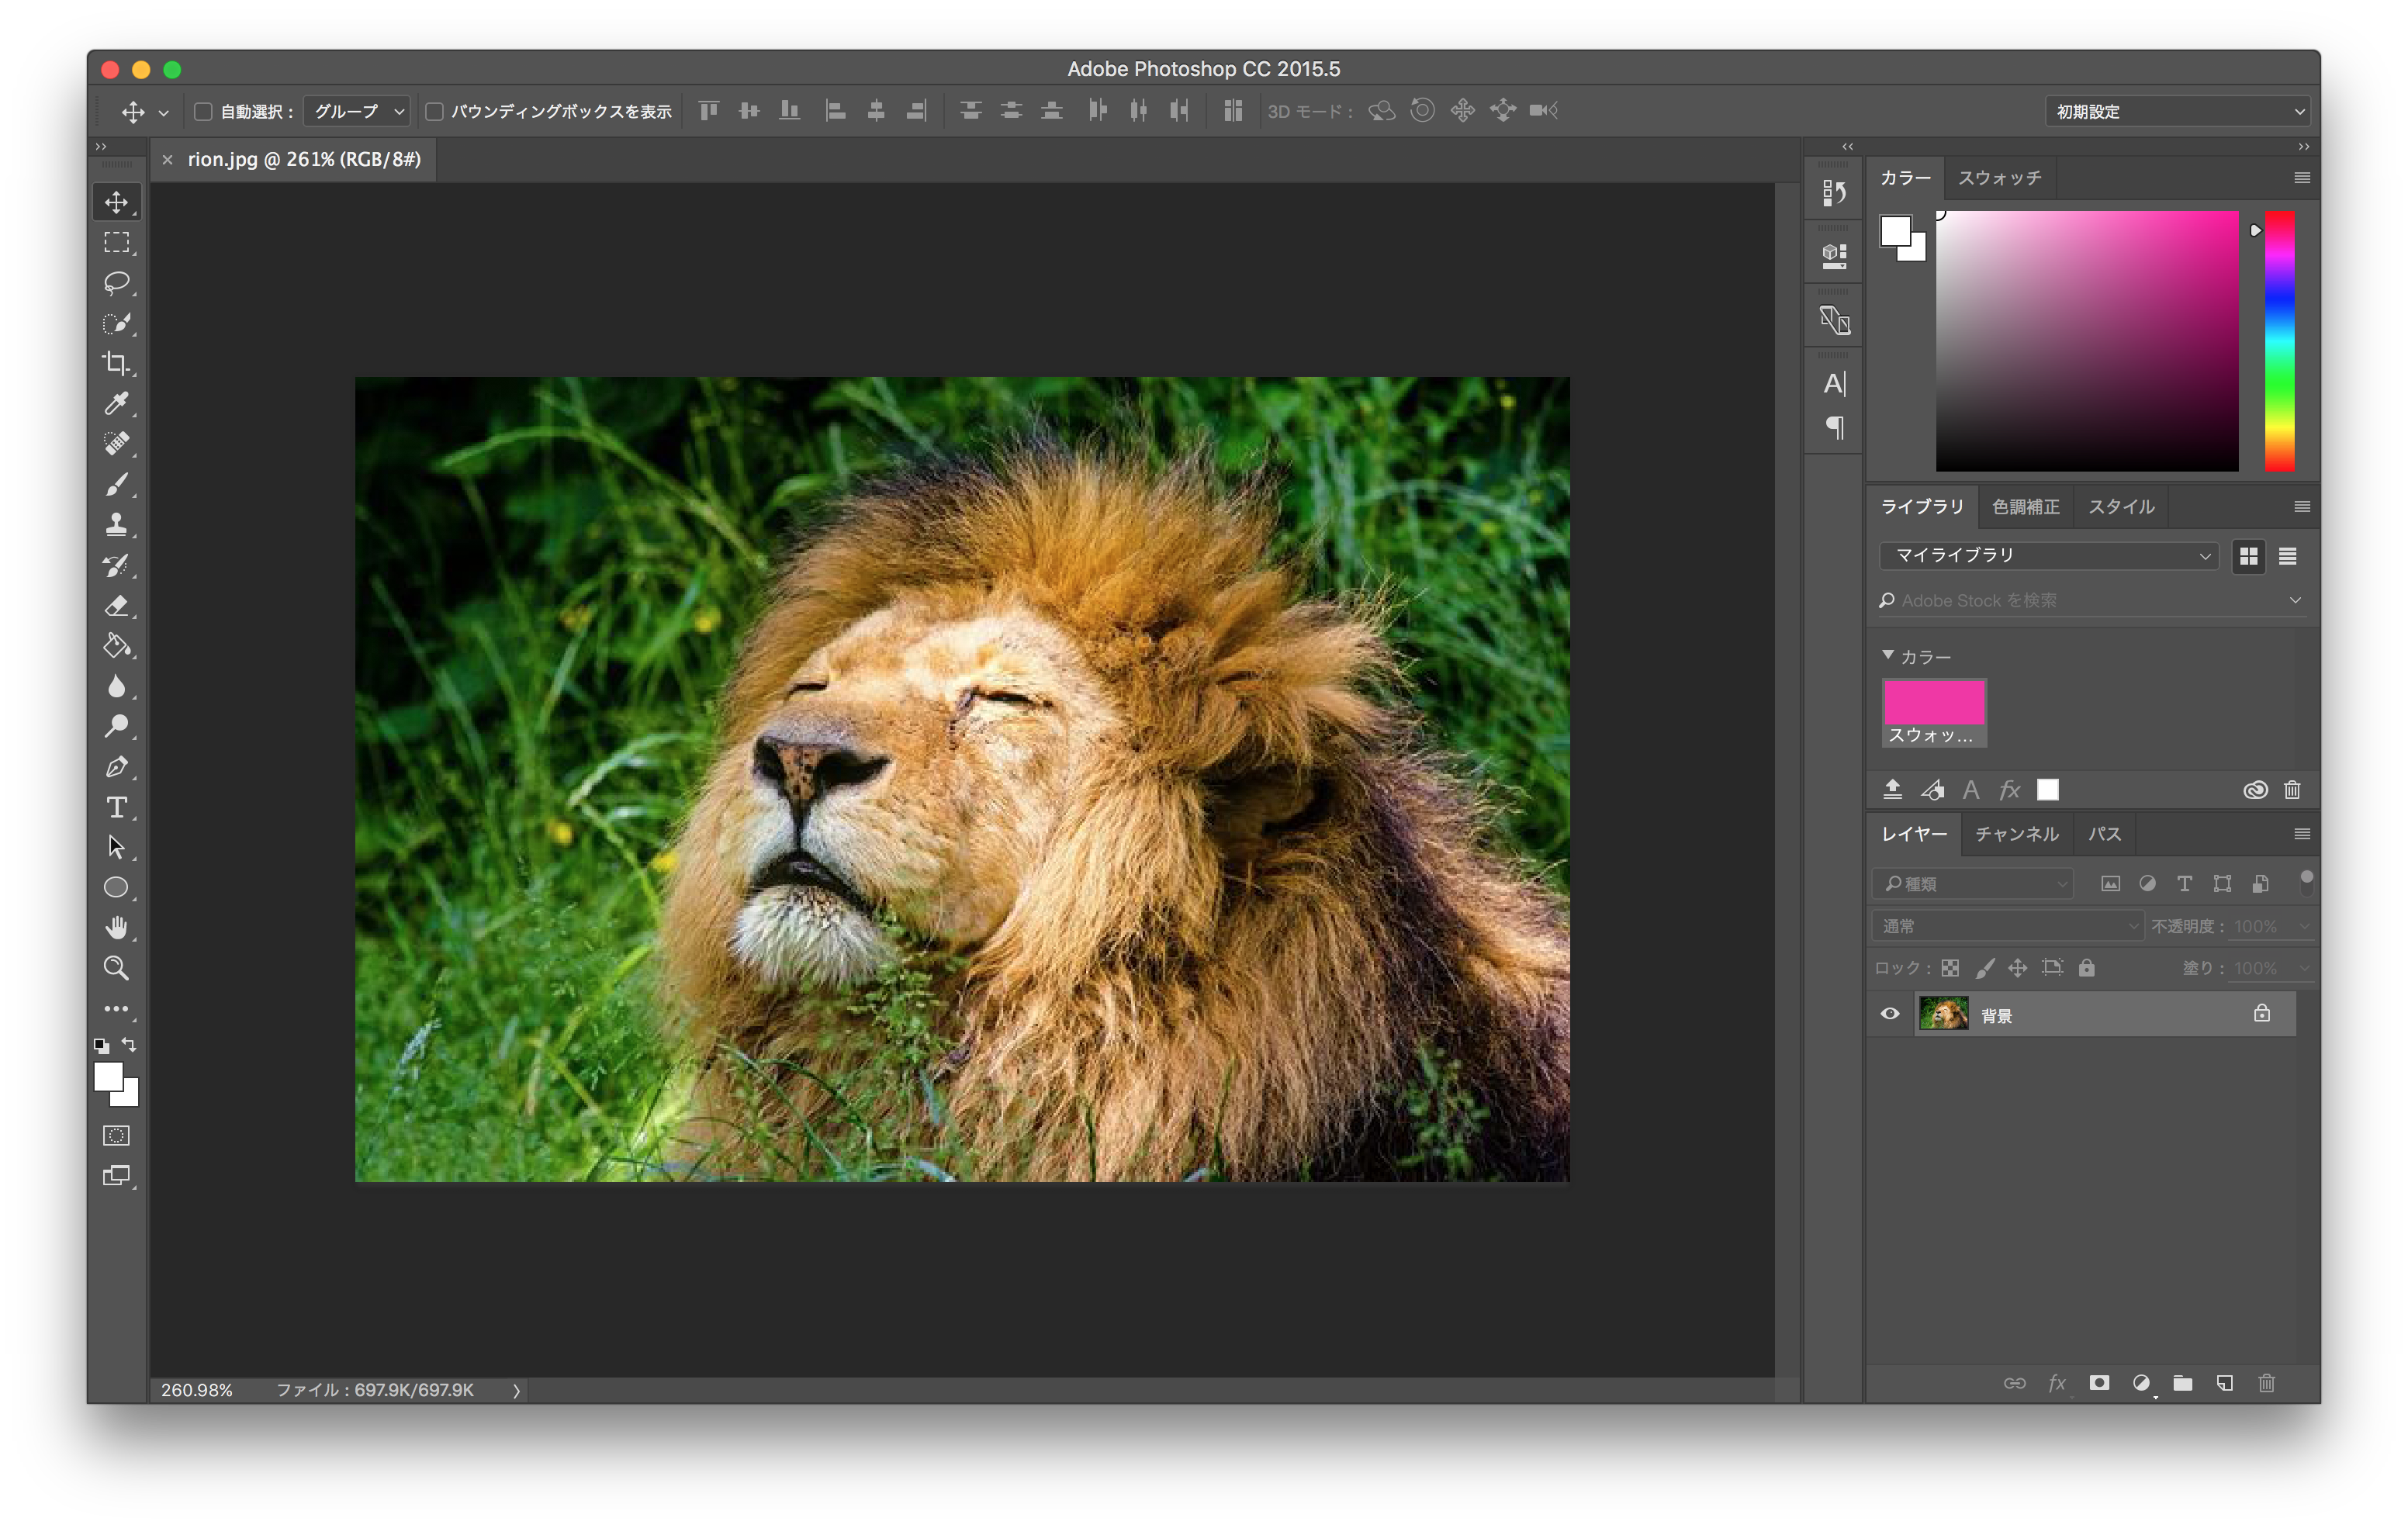 Adobe Photoshop CC 2015.5
自動選択： グループ バウンディングボックスを表示 3D モード： 初期設定
rion.jpg @ 261% (RGB/8#)
カラー スウォッチ
ライブラリ 色調補正 スタイル
マイライブラリ
Adobe Stock を検索
カラー
スウォッ...
レイヤー チャンネル パス
種類
通常 不透明度： 100%
ロック： 塗り： 100%
背景
260.98% ファイル：697.9K/697.9K